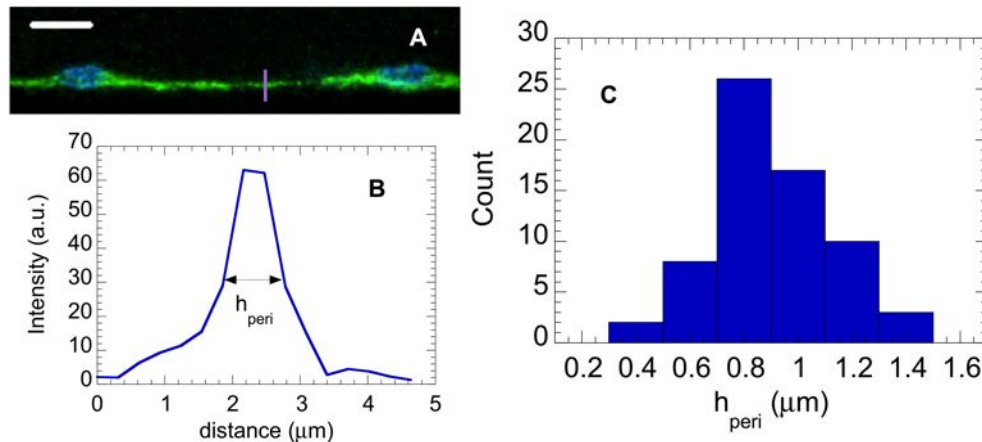 A
70
60
50
40
30
20
10
0
Intensity (a.u.)
B
h peri
0 1 2 3 4 5
distance (μm)
30
25
20
15
10
5
0
Count
C
0.2 0.4 0.6 0.8 1 1.2 1.4 1.6
h peri (μm)